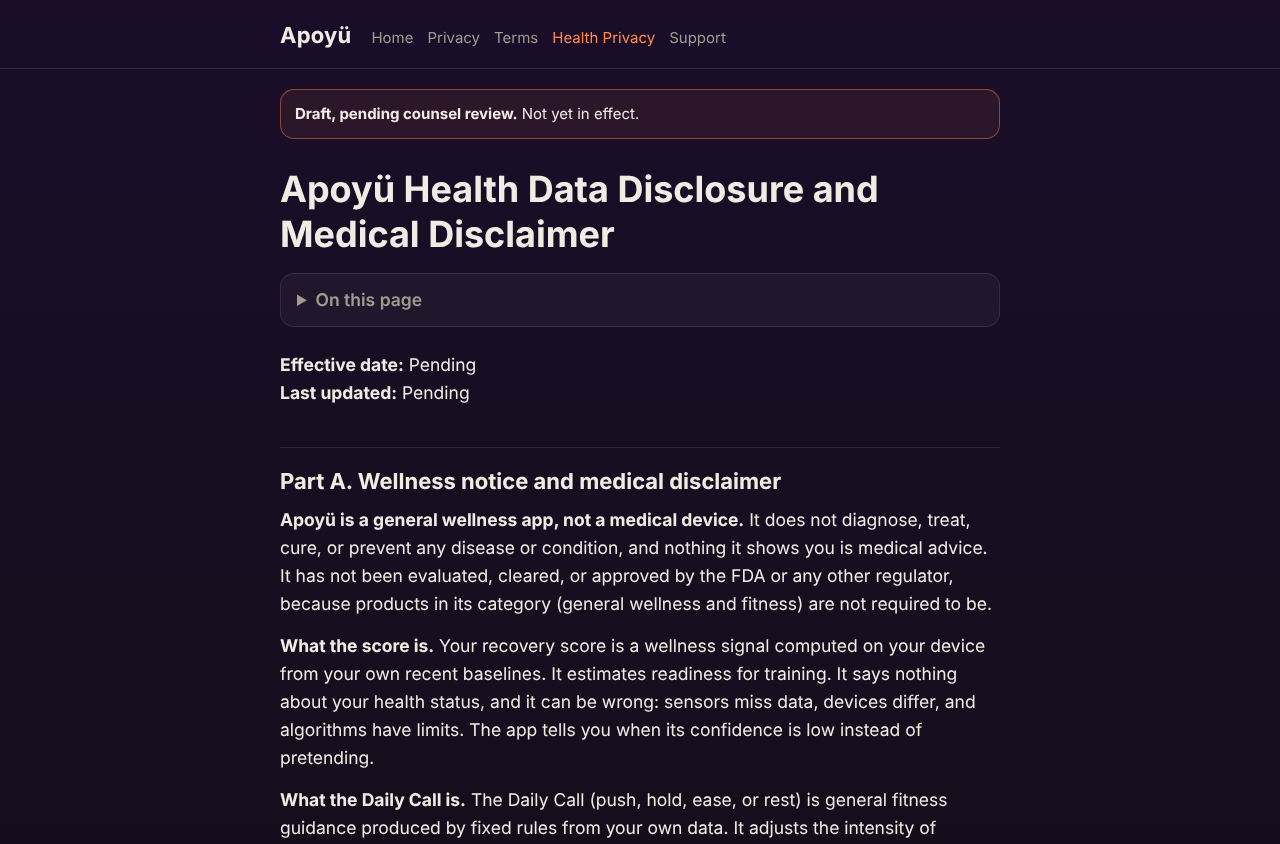 Apoyü
Home
Privacy
Terms
Health Privacy
Support
Draft, pending counsel review. Not yet in effect.
Apoyü Health Data Disclosure and
Medical Disclaimer
On this page
Effective date: Pending
Last updated: Pending
Part A. Wellness notice and medical disclaimer
Apoyü is a general wellness app, not a medical device. It does not diagnose, treat,
cure, or prevent any disease or condition, and nothing it shows you is medical advice.
It has not been evaluated, cleared, or approved by the FDA or any other regulator,
because products in its category (general wellness and fitness) are not required to be.
What the score is. Your recovery score is a wellness signal computed on your device
from your own recent baselines. It estimates readiness for training. It says nothing
about your health status, and it can be wrong: sensors miss data, devices differ, and
algorithms have limits. The app tells you when its confidence is low instead of
pretending.
What the Daily Call is. The Daily Call (push, hold, ease, or rest) is general fitness
guidance produced by fixed rules from your own data. It adjusts the intensity of